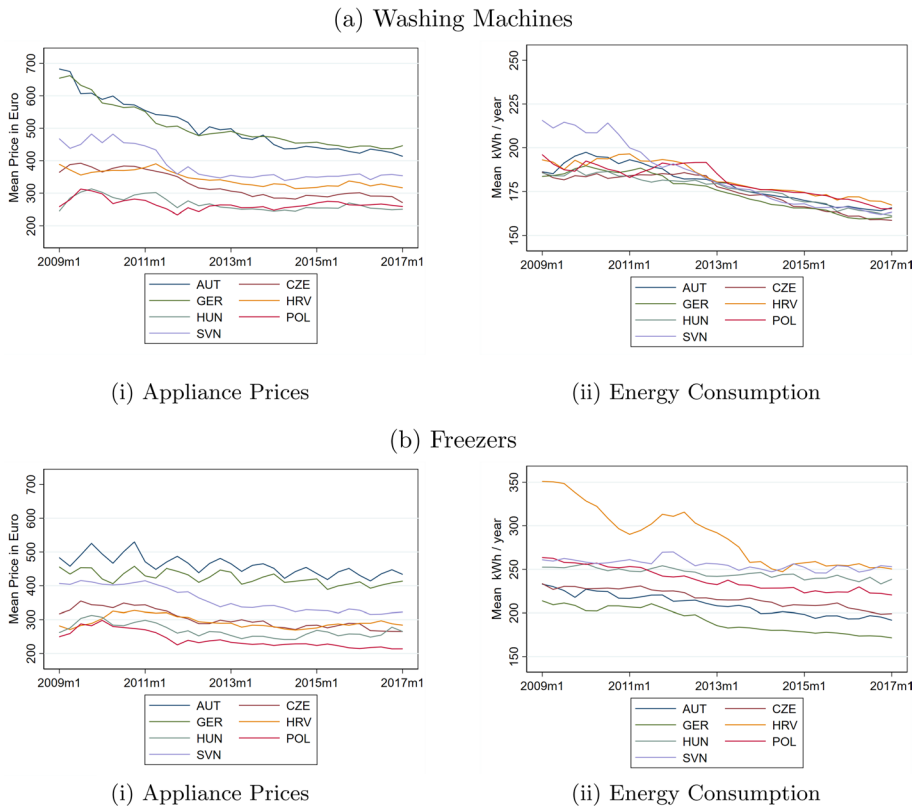 (a) Washing Machines
Mean Price in Euro
700
600
500
400
300
200
2009m1 2011m1 2013m1 2015m1 2017m1
AUT CZE
GER HRV
HUN POL
SVN
(i) Appliance Prices
Mean kWh / year
250
225
200
175
150
2009m1 2011m1 2013m1 2015m1 2017m1
AUT CZE
GER HRV
HUN POL
SVN
(ii) Energy Consumption
(b) Freezers
Mean Price in Euro
700
600
500
400
300
200
2009m1 2011m1 2013m1 2015m1 2017m1
AUT CZE
GER HRV
HUN POL
SVN
(i) Appliance Prices
Mean kWh / year
350
300
250
200
150
2009m1 2011m1 2013m1 2015m1 2017m1
AUT CZE
GER HRV
HUN POL
SVN
(ii) Energy Consumption